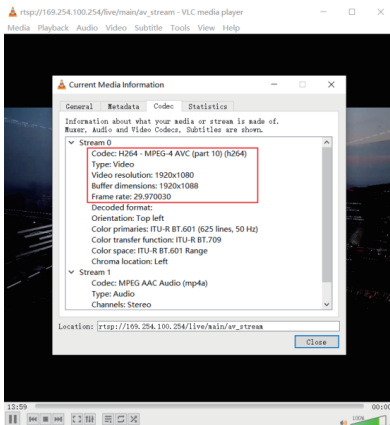 rtsp://169.254.100.254/live/main/av_stream - VLC media player
Media Playback Audio Video Subtitle Tools View Help
Current Media Information
General Metadata Codec Statistics
Information about what your media or stream is made of.
Muxer, Audio and Video Codecs, Subtitles are shown.
Stream 0
Codec: H264 - MPEG-4 AVC (part 10) (h264)
Type: Video
Video resolution: 1920x1080
Buffer dimensions: 1920x1088
Frame rate: 29.970030
Decoded format:
Orientation: Top left
Color primaries: ITU-R BT.601 (625 lines, 50 Hz)
Color transfer function: ITU-R BT.709
Color space: ITU-R BT.601 Range
Chroma location: Left
Stream 1
Codec: MPEG AAC Audio (mp4a)
Type: Audio
Channels: Stereo
Location: rtsp://169.254.100.254/live/main/av_stream
Close
13:59 00:00
100%